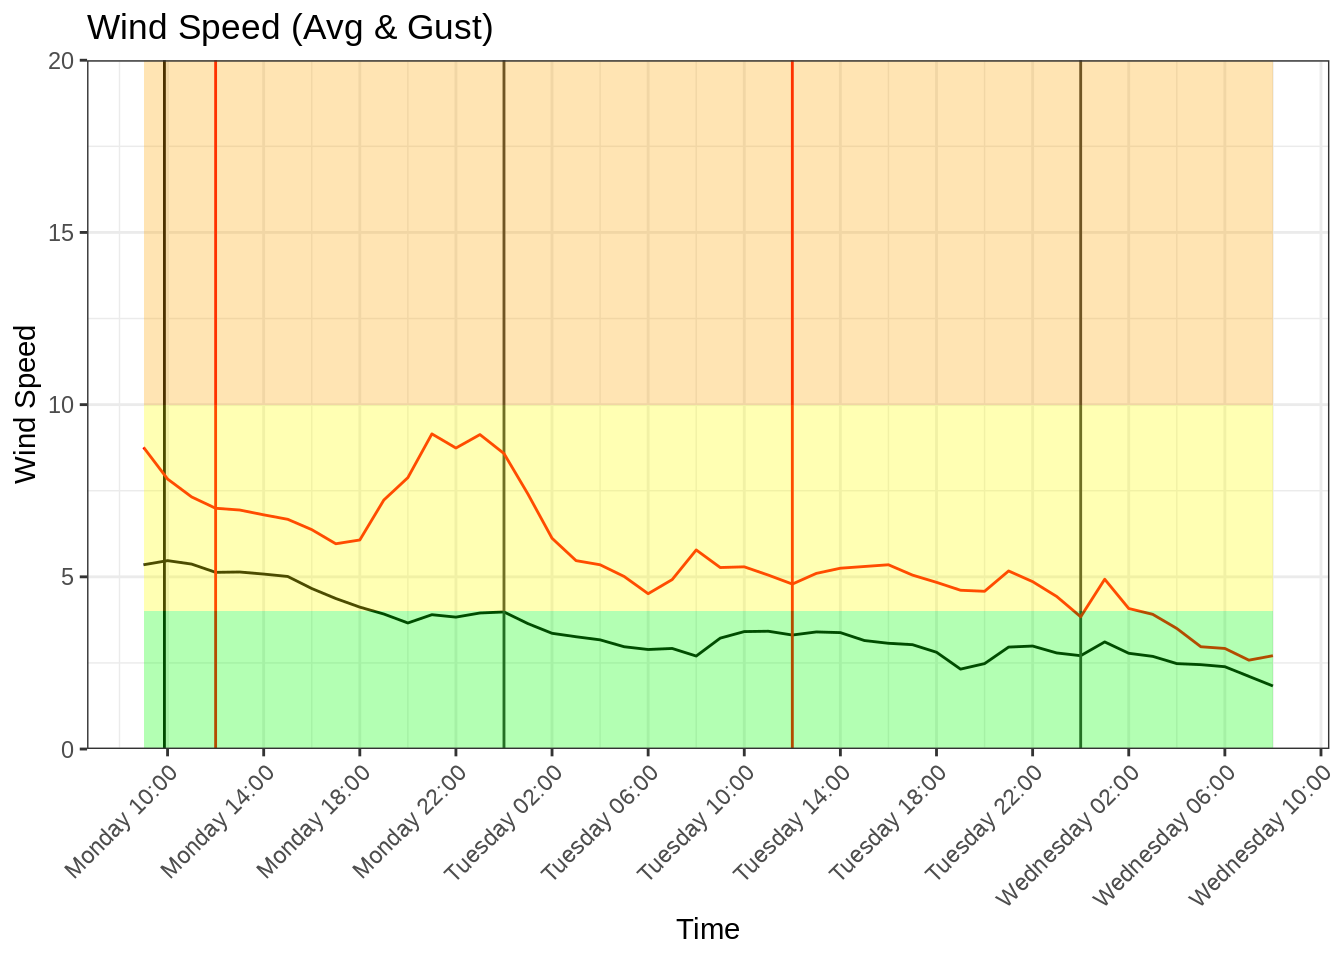 Wind Speed (Avg & Gust)
20
15
10
5
0
Wind Speed
Monday 10:00
Monday 14:00
Monday 18:00
Monday 22:00
Tuesday 02:00
Tuesday 06:00
Tuesday 10:00
Tuesday 14:00
Tuesday 18:00
Tuesday 22:00
Wednesday 02:00
Wednesday 06:00
Wednesday 10:00
Time